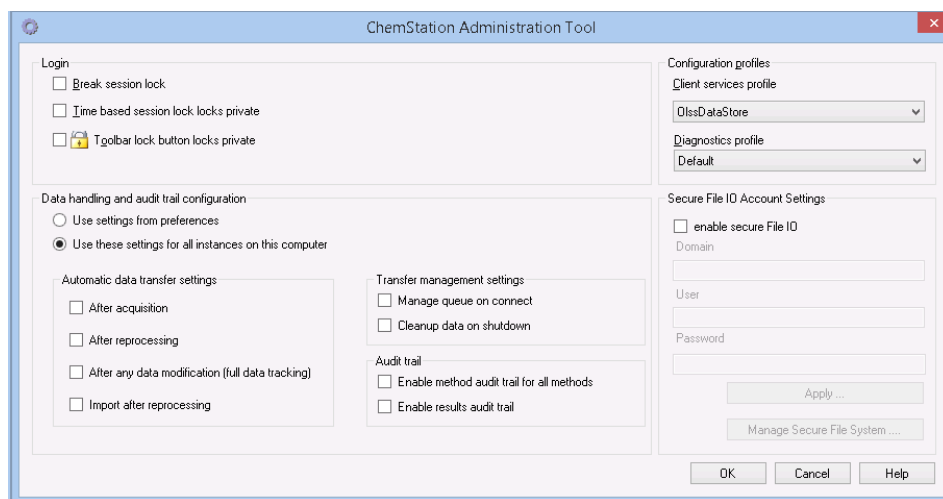 ChemStation Administration Tool
Login
Break session lock
Time based session lock locks private
Toolbar lock button locks private
Configuration profiles
Client services profile
OlssDataStore
Diagnostics profile
Default
Data handling and audit trail configuration
Use settings from preferences
Use these settings for all instances on this computer
Automatic data transfer settings
After acquisition
After reprocessing
After any data modification (full data tracking)
Import after reprocessing
Transfer management settings
Manage queue on connect
Cleanup data on shutdown
Audit trail
Enable method audit trail for all methods
Enable results audit trail
Secure File IO Account Settings
enable secure File IO
Domain
User
Password
Apply ...
Manage Secure File System ....
OK
Cancel
Help